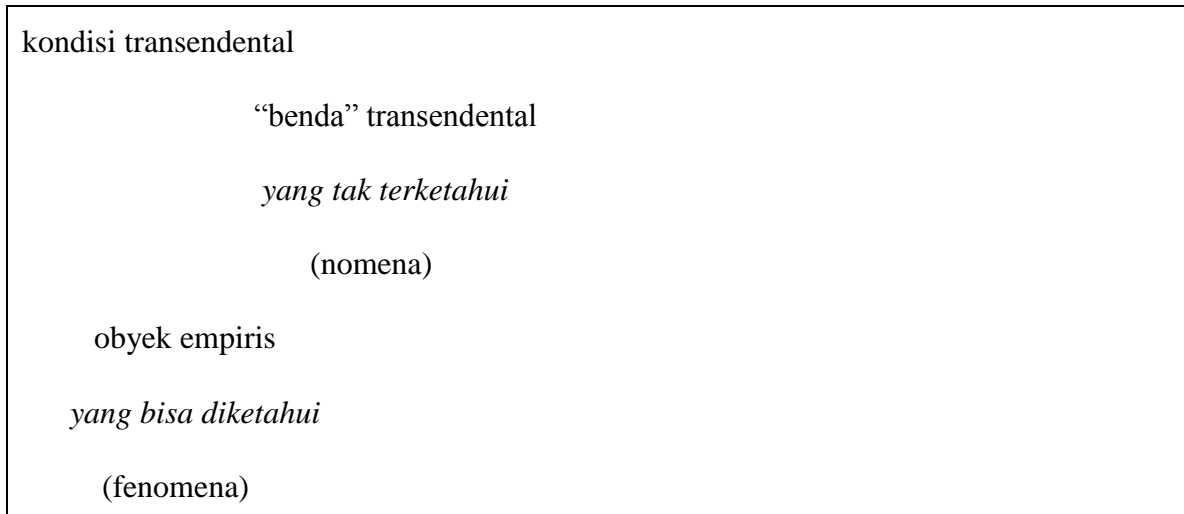 kondisi transendental
“benda” transendental
yang tak terketahui
(nomena)
obyek empiris
yang bisa diketahui
(fenomena)